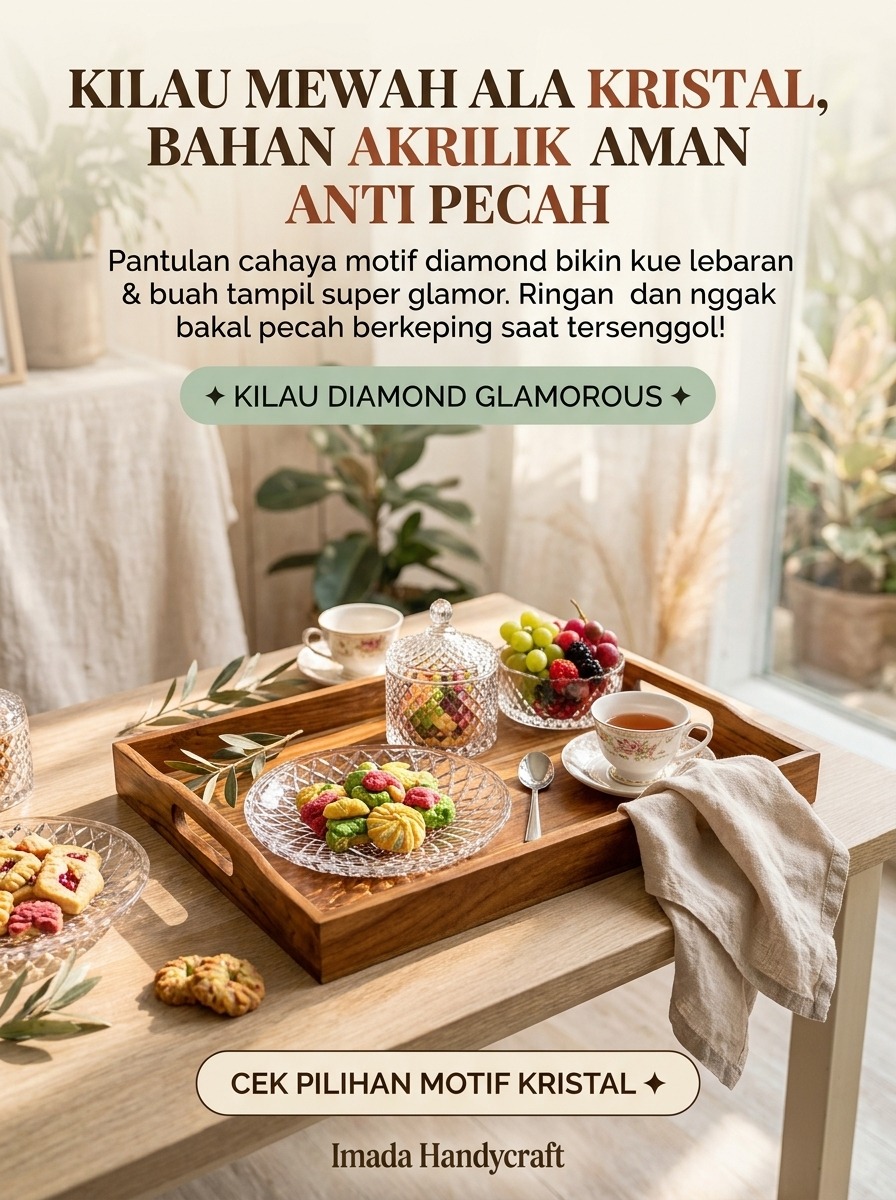 KILAU MEWAH ALA KRISTAL,
BAHAN AKRILIK AMAN
ANTI PECAH
Pantulan cahaya motif diamond bikin kue lebaran
& buah tampil super glamor. Ringan dan nggak
bakal pecah berkeping saat tersenggol!
✦ KILAU DIAMOND GLAMOROUS ✦
CEK PILIHAN MOTIF KRISTAL ✦
Imada Handycraft